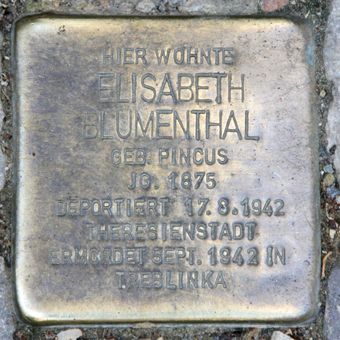 HIER WOHNTE
ELISABETH
BLUMENTHAL
GEB. PINCUS
JG. 1875
DEPORTIERT 17.8.1942
THERESIENSTADT
ERMORDET SEPT. 1942 IN
TREBLINKA